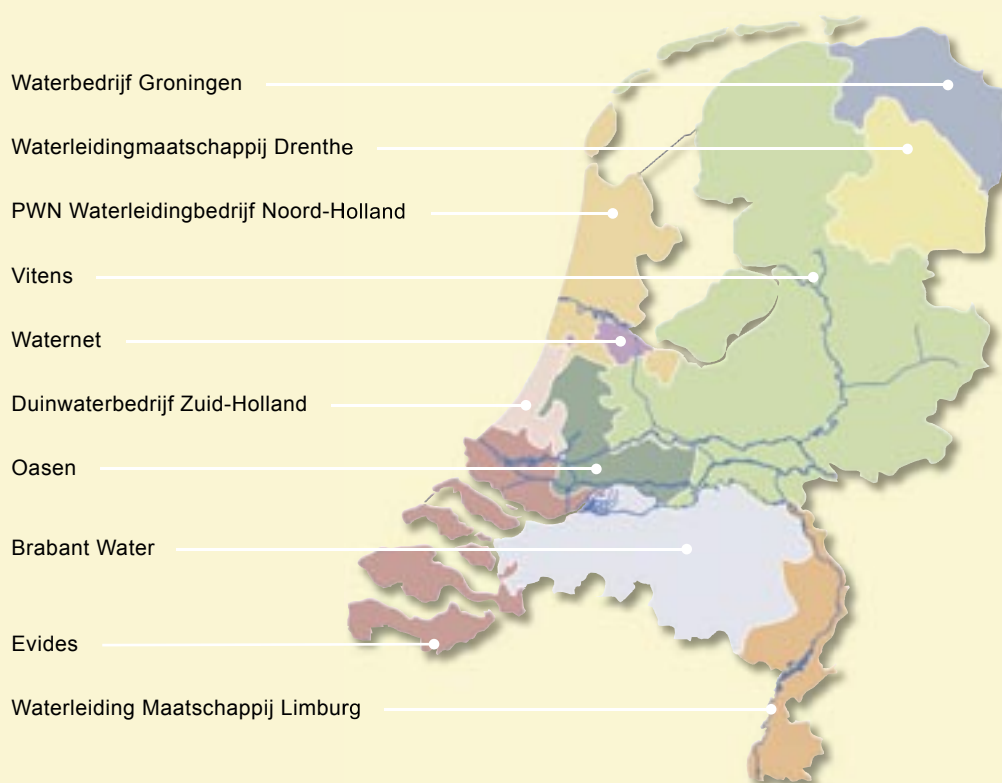 Waterbedrijf Groningen
Waterleidingmaatschappij Drenthe
PWN Waterleidingbedrijf Noord-Holland
Vitens
Waternet
Duinwaterbedrijf Zuid-Holland
Oasen
Brabant Water
Evides
Waterleiding Maatschappij Limburg